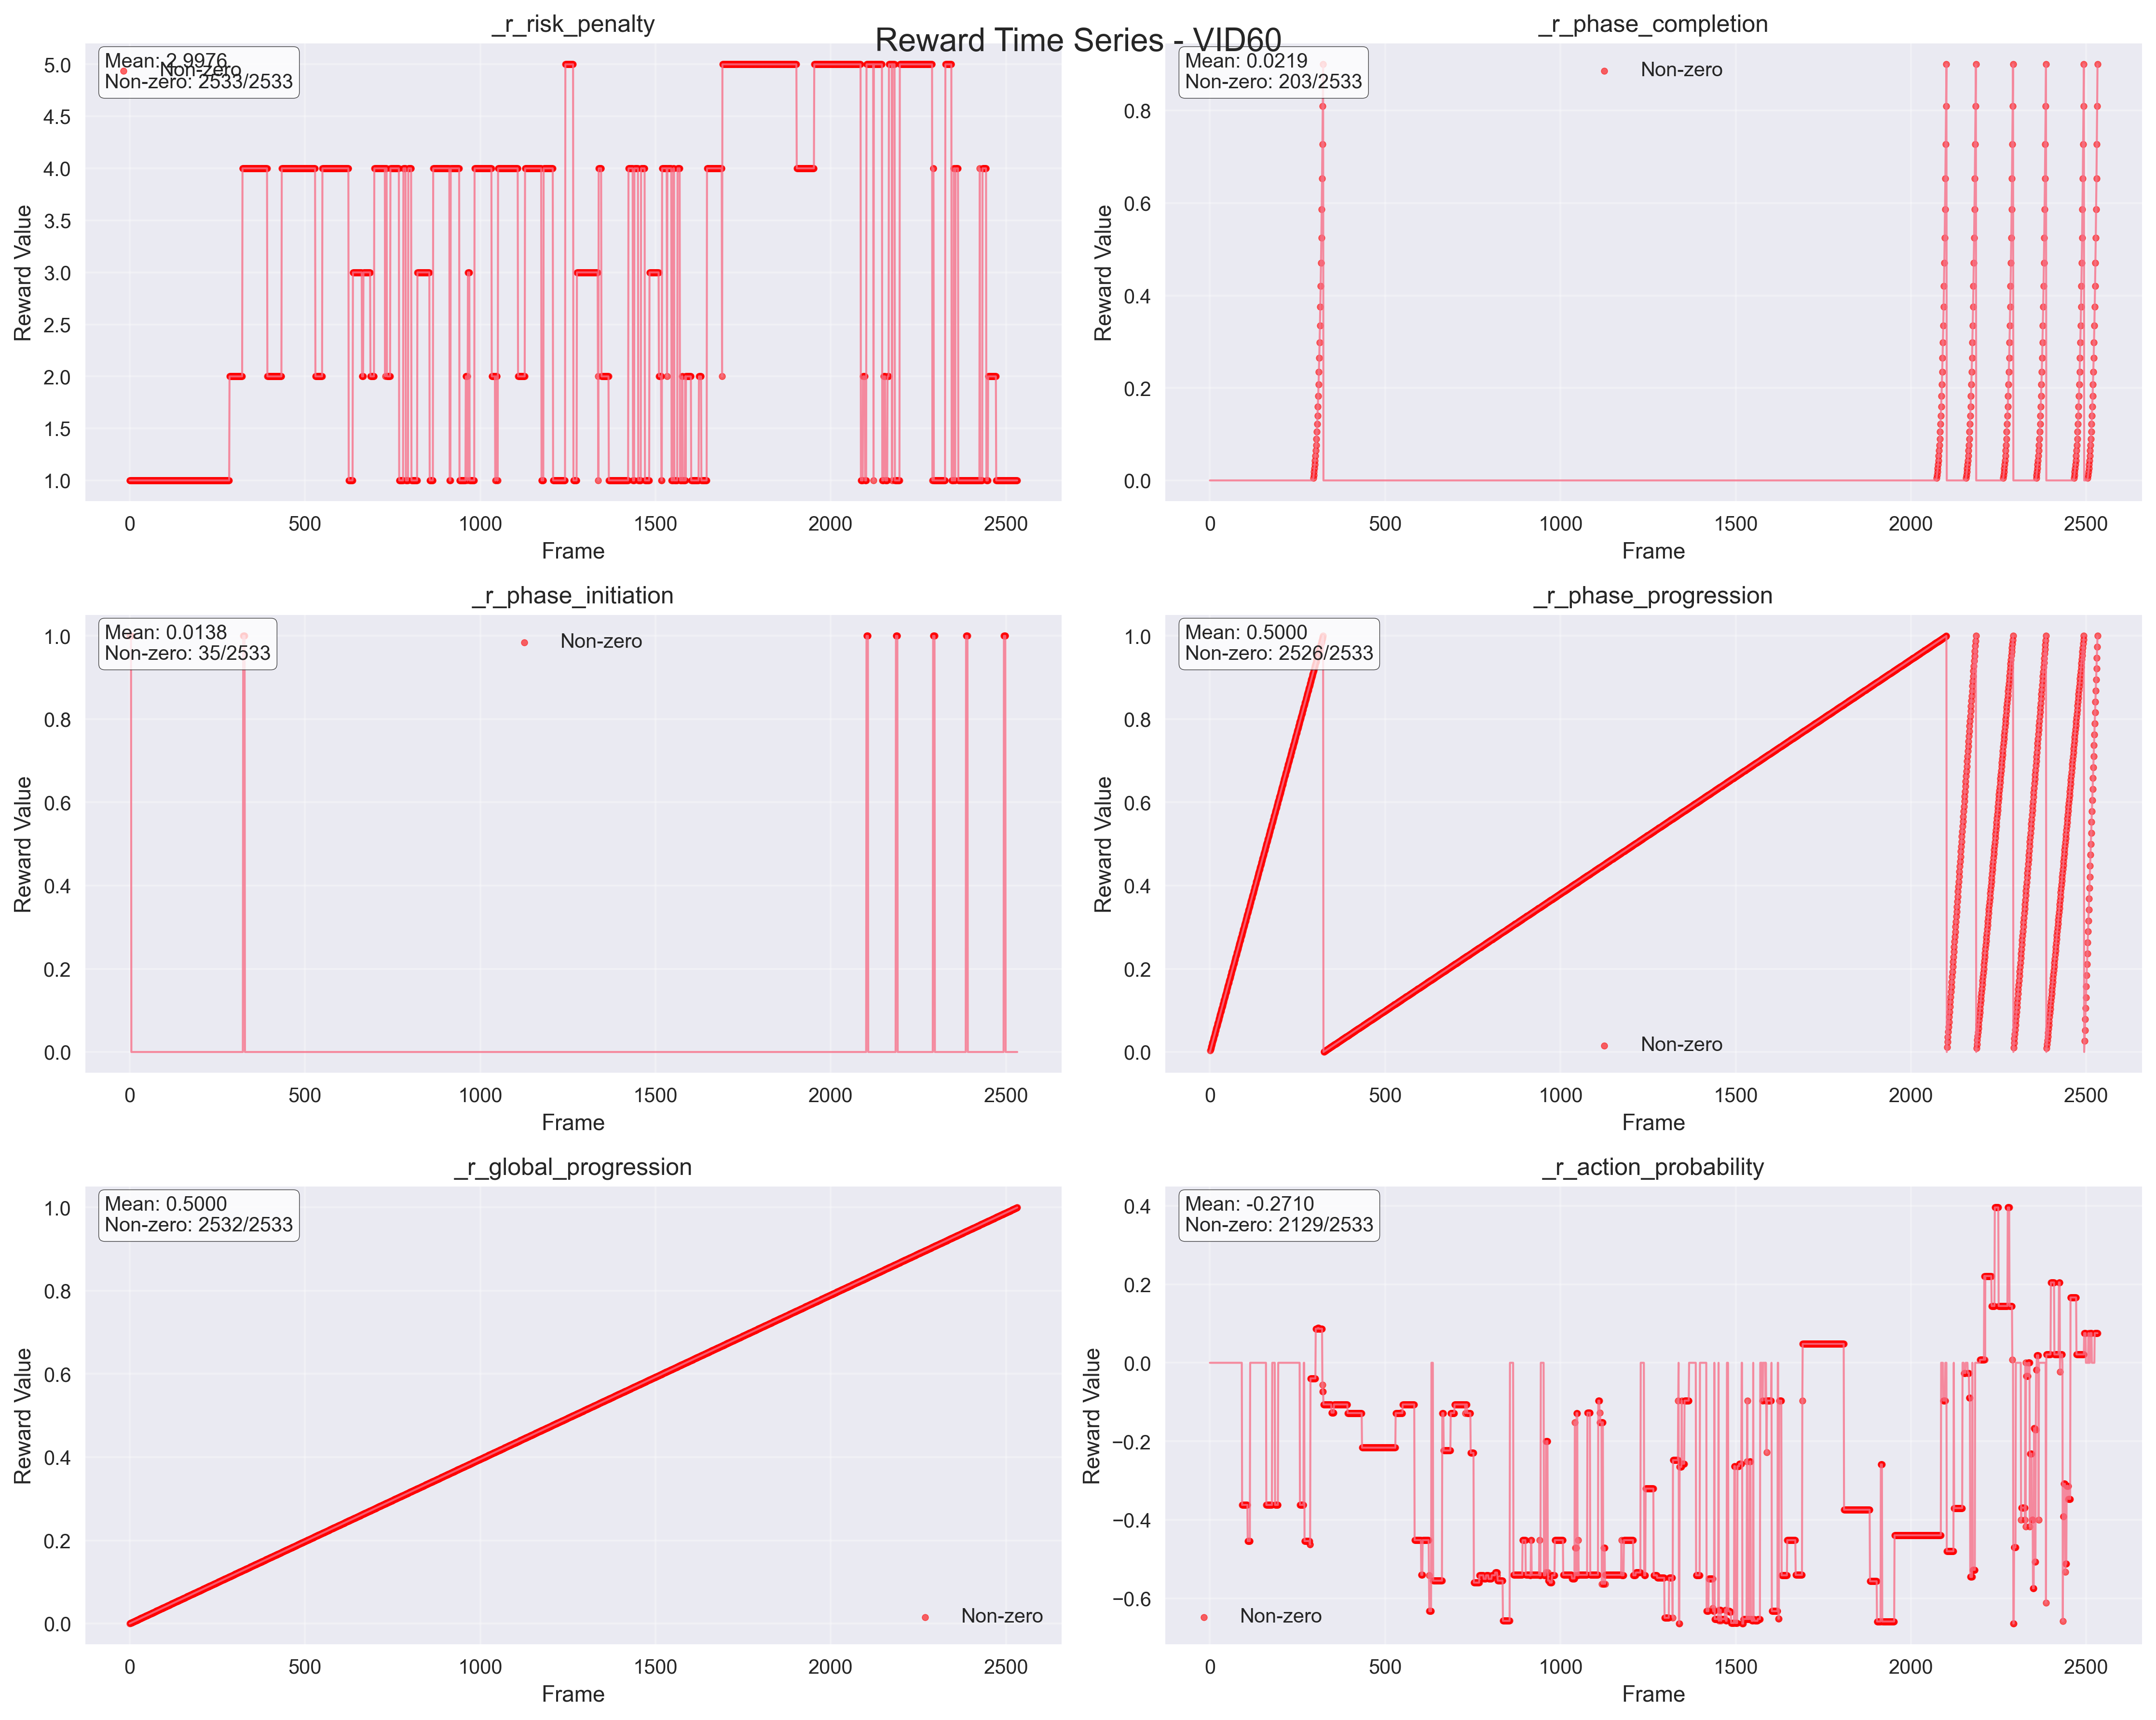 Reward Time Series - VID60
_r_risk_penalty
Mean: 2.9976
Non-zero
Non-zero: 2533/2533
Reward Value
5.0
4.5
4.0
3.5
3.0
2.5
2.0
1.5
1.0
0 500 1000 1500 2000 2500
Frame
_r_phase_completion
Mean: 0.0219
Non-zero: 203/2533
Non-zero
Reward Value
0.8
0.6
0.4
0.2
0.0
0 500 1000 1500 2000 2500
Frame
_r_phase_initiation
Mean: 0.0138
Non-zero: 35/2533
Non-zero
Reward Value
1.0
0.8
0.6
0.4
0.2
0.0
0 500 1000 1500 2000 2500
Frame
_r_phase_progression
Mean: 0.5000
Non-zero: 2526/2533
Non-zero
Reward Value
1.0
0.8
0.6
0.4
0.2
0.0
0 500 1000 1500 2000 2500
Frame
_r_global_progression
Mean: 0.5000
Non-zero: 2532/2533
Non-zero
Reward Value
1.0
0.8
0.6
0.4
0.2
0.0
0 500 1000 1500 2000 2500
Frame
_r_action_probability
Mean: -0.2710
Non-zero: 2129/2533
Non-zero
Reward Value
0.4
0.2
0.0
−0.2
−0.4
−0.6
0 500 1000 1500 2000 2500
Frame